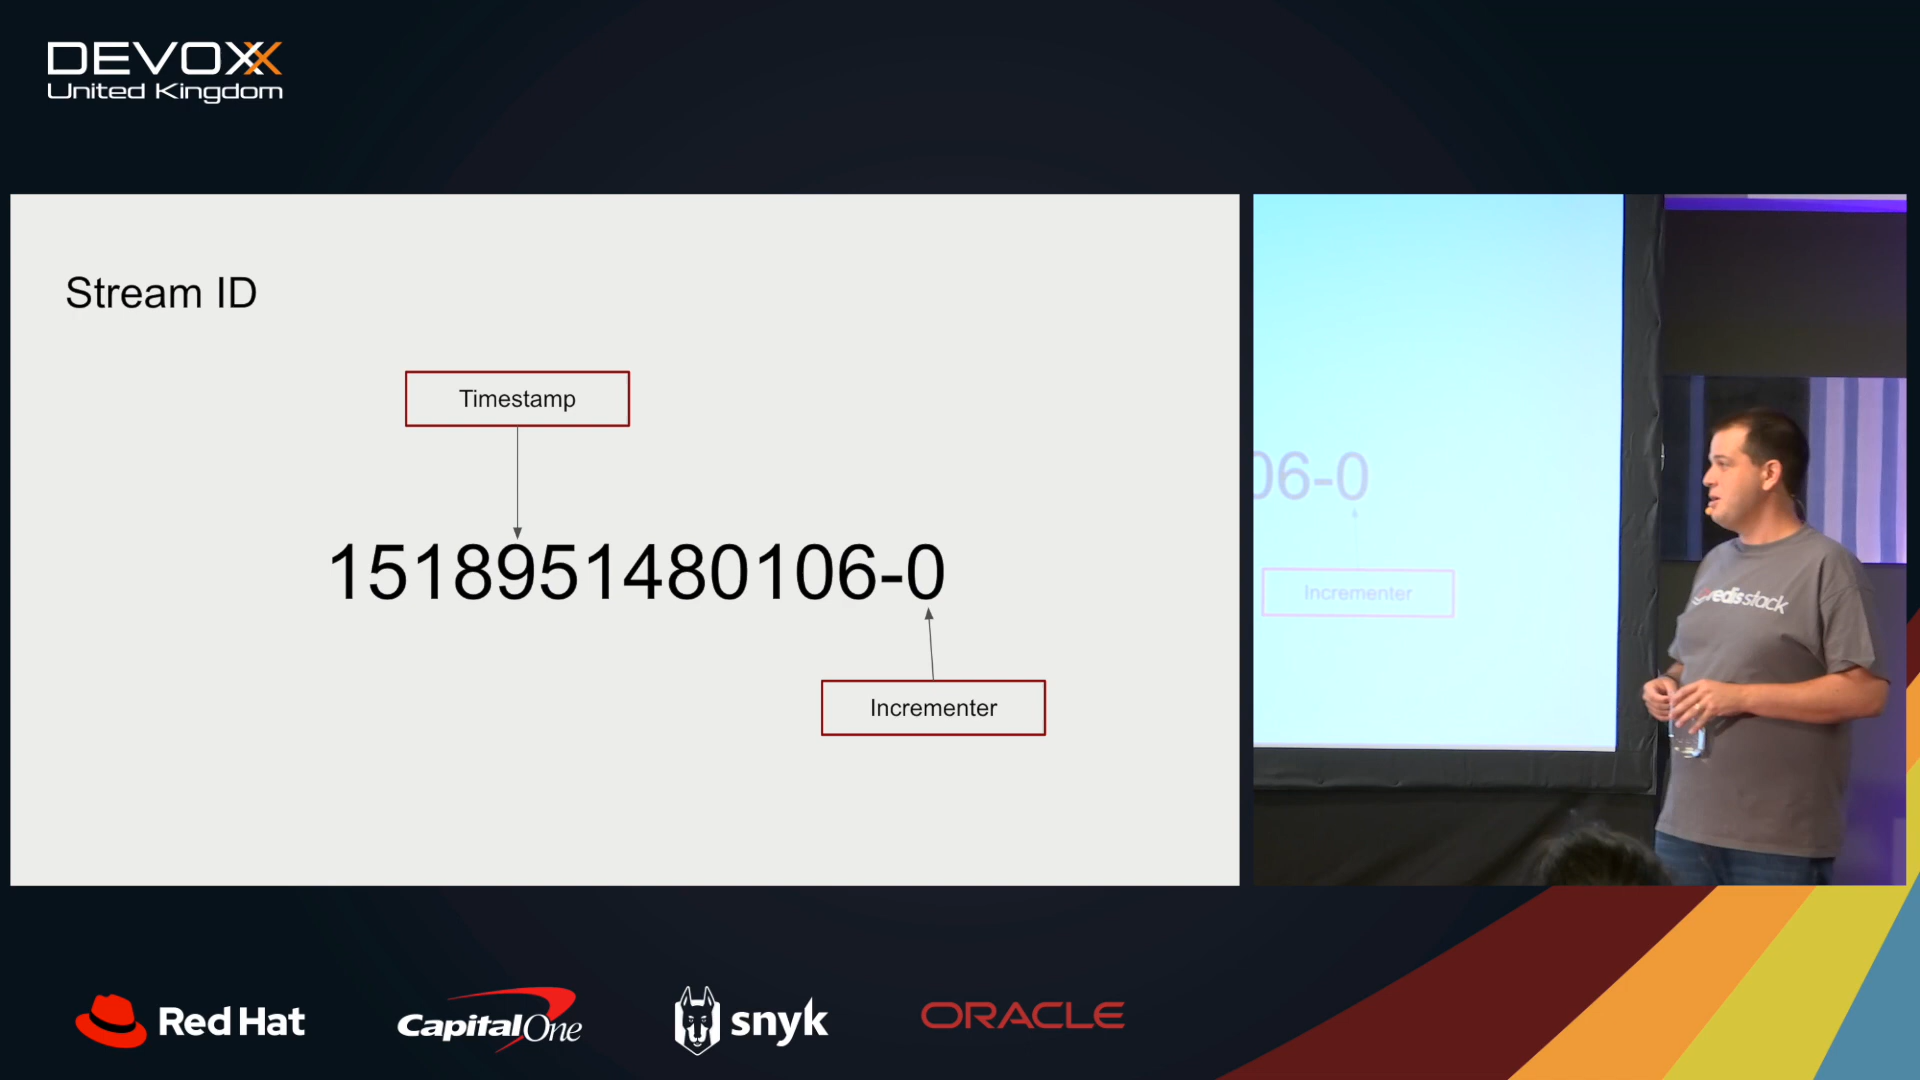 DEVOXX
United Kingdom
Stream ID
Timestamp
1518951480106-0
Incrementer
06-0
Incrementer
redisstack
Red Hat
Capital One
snyk
ORACLE